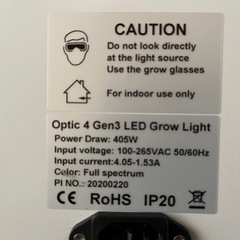 CAUTION
Do not look directly
at the light source
Use the grow glasses
For indoor use only
Optic 4 Gen3 LED Grow Light
Power Draw: 405W
Input voltage: 100-265VAC 50/60Hz
Input current:4.05-1.53A
Color: Full spectrum
PI NO.: 20200220
CE RoHS IP20